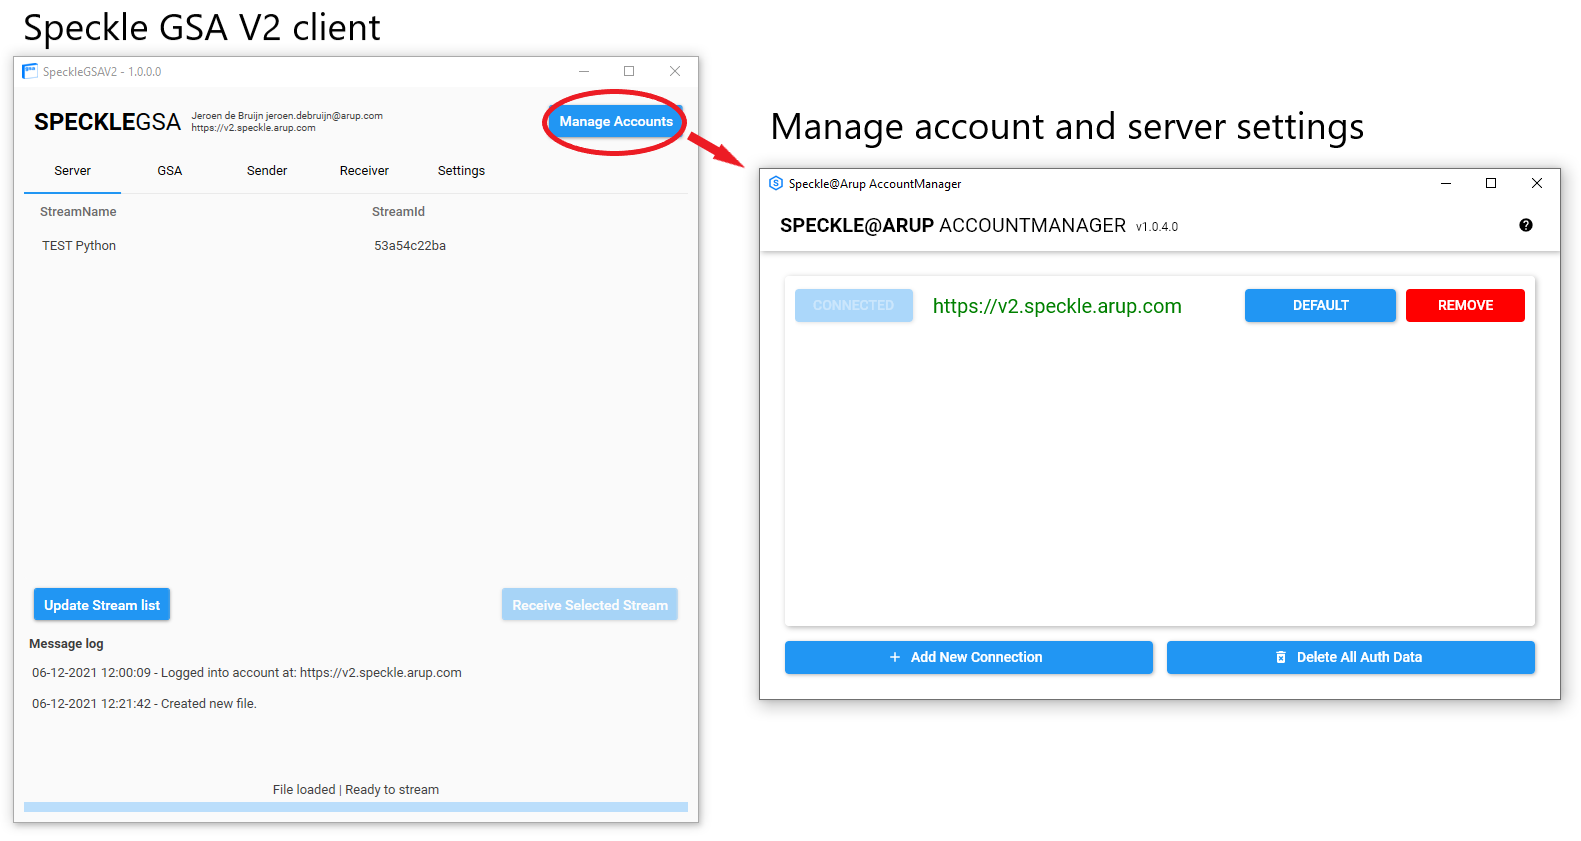 Speckle GSA V2 client
SpeckleGSAV2 - 1.0.0.0
SPECKLEGSA
Jeroen de Bruijn jeroen.debruijn@arup.com
https://v2.speckle.arup.com
Manage Accounts
Server GSA Sender Receiver Settings
StreamName StreamId
TEST Python 53a54c22ba
Update Stream list Receive Selected Stream
Message log
06-12-2021 12:00:09 - Logged into account at: https://v2.speckle.arup.com
06-12-2021 12:21:42 - Created new file.
File loaded | Ready to stream
Manage account and server settings
Speckle@Arup AccountManager
SPECKLE@ARUP ACCOUNTMANAGER v1.0.4.0
CONNECTED https://v2.speckle.arup.com DEFAULT REMOVE
+ Add New Connection Delete All Auth Data